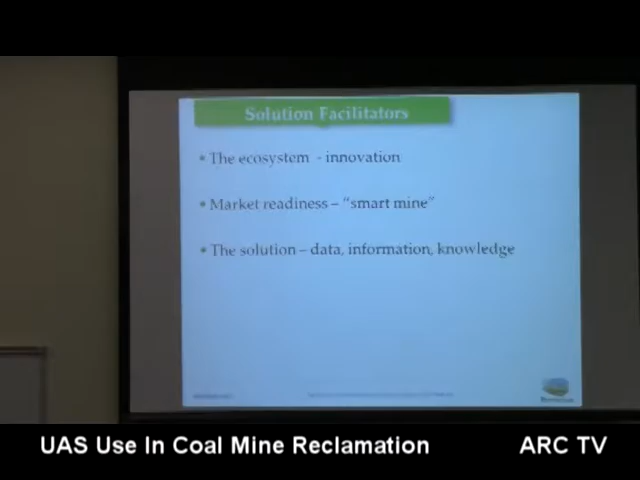 Solution Facilitators
• The ecosystem - innovation
• Market readiness – “smart mine”
• The solution – data, information, knowledge
UAS Use In Coal Mine Reclamation ARC TV